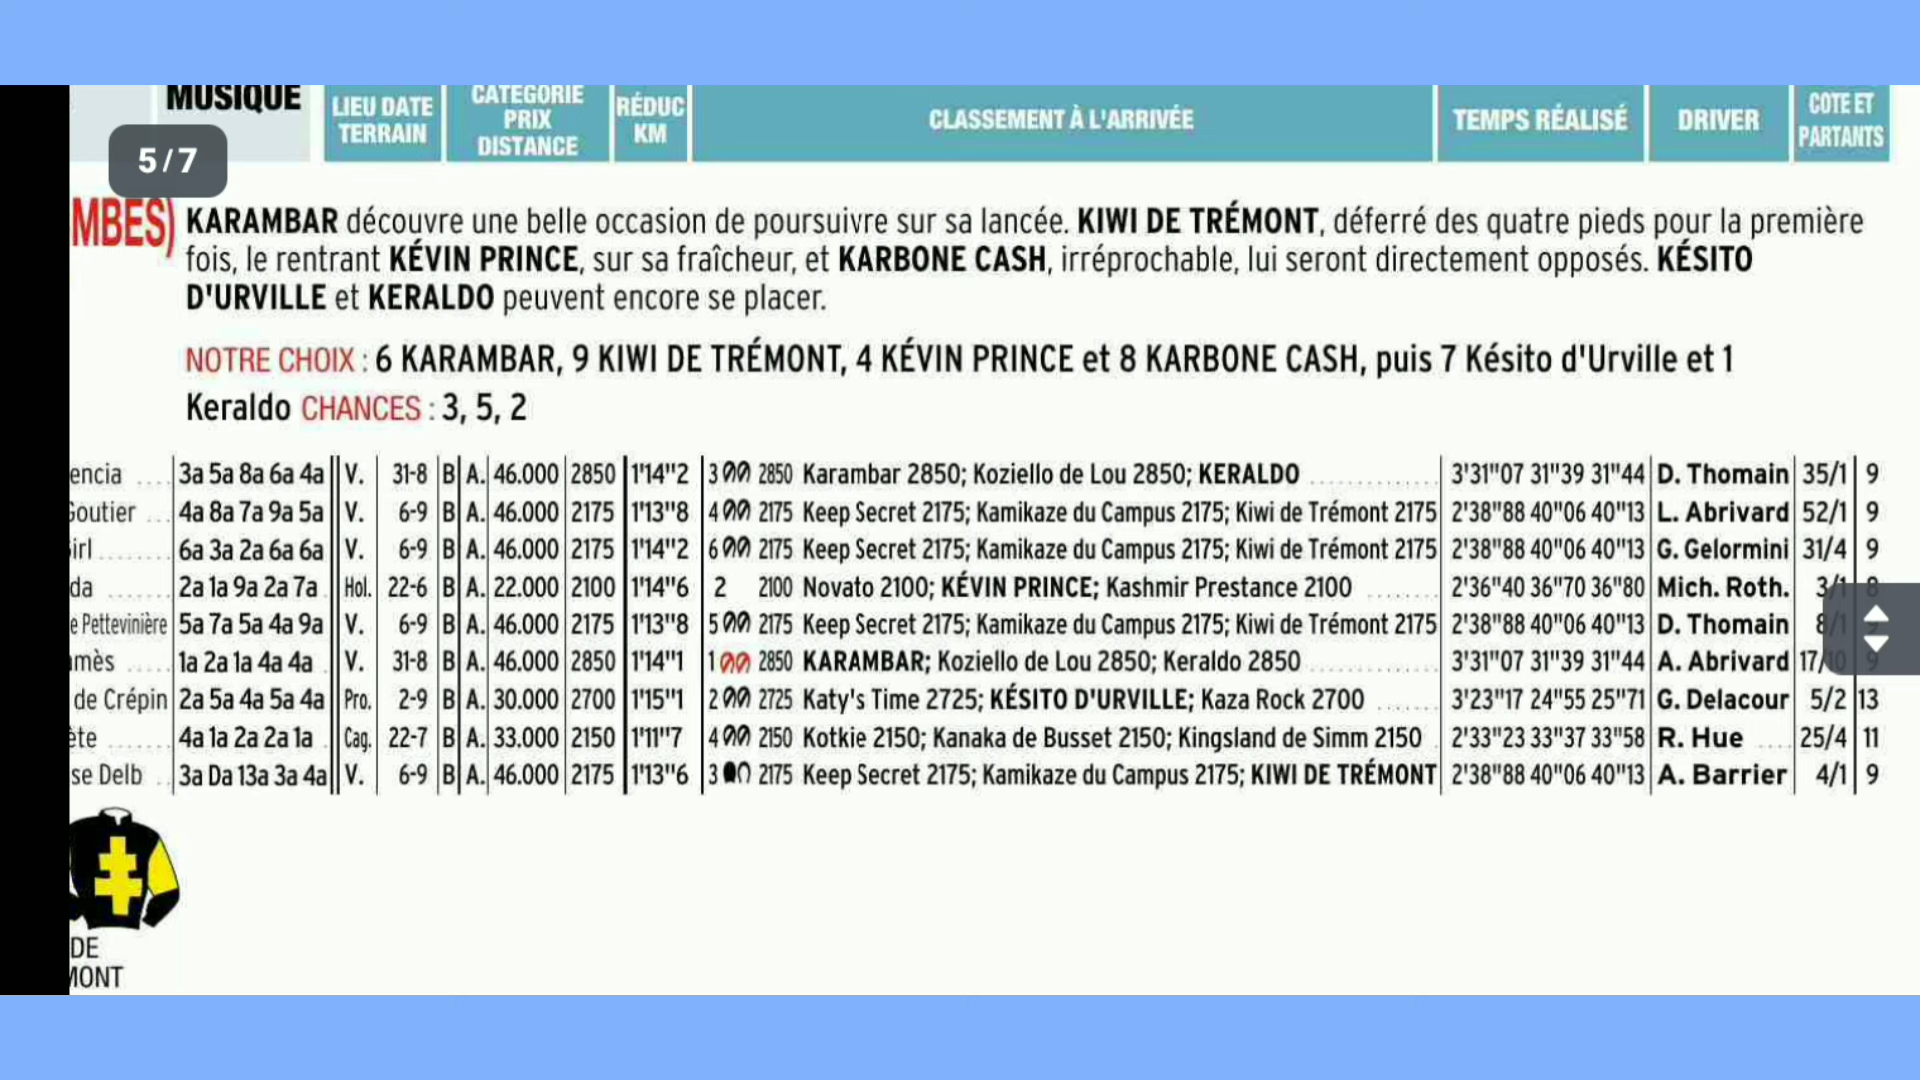 MUSIQUE
LIEU DATE TERRAIN
CATÉGORIE PRIX DISTANCE
RÉDUC KM
CLASSEMENT À L'ARRIVÉE
TEMPS RÉALISÉ
DRIVER
COTE ET PARTANTS
5/7
MBES) KARAMBAR découvre une belle occasion de poursuivre sur sa lancée. KIWI DE TRÉMONT, déferré des quatre pieds pour la première
fois, le rentrant KÉVIN PRINCE, sur sa fraîcheur, et KARBONE CASH, irréprochable, lui seront directement opposés. KÉSITO
D'URVILLE et KERALDO peuvent encore se placer.
NOTRE CHOIX : 6 KARAMBAR, 9 KIWI DE TRÉMONT, 4 KÉVIN PRINCE et 8 KARBONE CASH, puis 7 Késito d'Urville et 1
Keraldo CHANCES : 3, 5, 2
encia .... 3a 5a 8a 6a 4a V. 31-8 B A. 46.000 2850 1'14"2 3 2850 Karambar 2850; Koziello de Lou 2850; KERALDO 3'31"07 31"39 31"44 D. Thomain 35/1 9
Goutier ... 4a 8a 7a 9a 5a V. 6-9 B A. 46.000 2175 1'13"8 4 2175 Keep Secret 2175; Kamikaze du Campus 2175; Kiwi de Trémont 2175 2'38"88 40"06 40"13 L. Abrivard 52/1 9
irl ........ 6a 3a 2a 6a 6a V. 6-9 B A. 46.000 2175 1'14"2 6 2175 Keep Secret 2175; Kamikaze du Campus 2175; Kiwi de Trémont 2175 2'38"88 40"06 40"13 G. Gelormini 31/4 9
da ...... 2a 1a 9a 2a 7a Hol. 22-6 B A. 22.000 2100 1'14"6 2 2100 Novato 2100; KÉVIN PRINCE; Kashmir Prestance 2100 2'36"40 36"70 36"80 Mich. Roth. 3/1 8
e Pettevinière 5a 7a 5a 4a 9a V. 6-9 B A. 46.000 2175 1'13"8 5 2175 Keep Secret 2175; Kamikaze du Campus 2175; Kiwi de Trémont 2175 2'38"88 40"06 40"13 D. Thomain 8/1 9
mès ..... 1a 2a 1a 4a 4a V. 31-8 B A. 46.000 2850 1'14"1 1 2850 KARAMBAR; Koziello de Lou 2850; Keraldo 2850 3'31"07 31"39 31"44 A. Abrivard 17/10 9
de Crépin 2a 5a 4a 5a 4a Pro. 2-9 B A. 30.000 2700 1'15"1 2 2725 Katy's Time 2725; KÉSITO D'URVILLE; Kaza Rock 2700 3'23"17 24"55 25"71 G. Delacour 5/2 13
ète ....... 4a 1a 2a 2a 1a Cag. 22-7 B A. 33.000 2150 1'11"7 4 2150 Kotkie 2150; Kanaka de Busset 2150; Kingsland de Simm 2150 2'33"23 33"37 33"58 R. Hue 25/4 11
se Delb .. 3a Da 13a 3a 4a V. 6-9 B A. 46.000 2175 1'13"6 3 2175 Keep Secret 2175; Kamikaze du Campus 2175; KIWI DE TRÉMONT 2'38"88 40"06 40"13 A. Barrier 4/1 9
DE
MONT